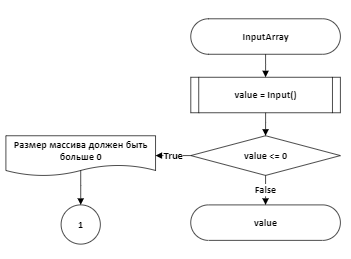 InputArray
value = Input()
value <= 0
True
Размер массива должен быть
больше 0
False
1
value